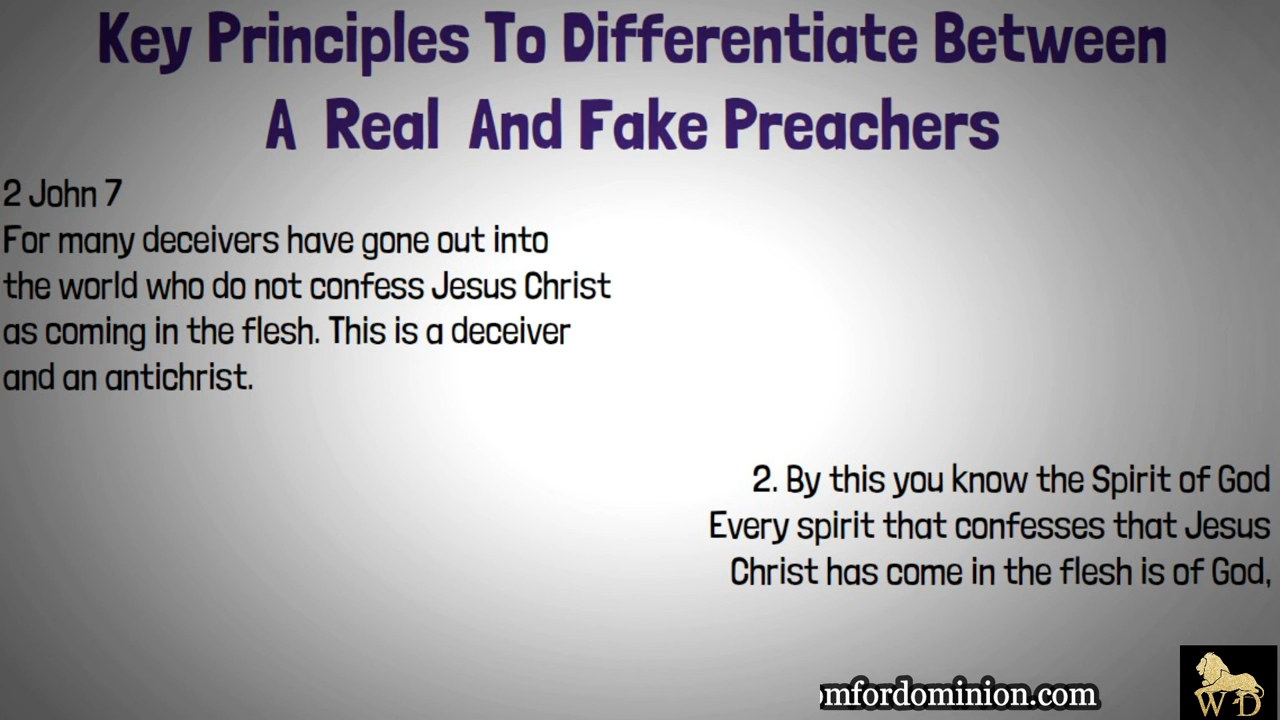 Key Principles To Differentiate Between
A Real And Fake Preachers
2 John 7
For many deceivers have gone out into
the world who do not confess Jesus Christ
as coming in the flesh. This is a deceiver
and an antichrist.
2. By this you know the Spirit of God
Every spirit that confesses that Jesus
Christ has come in the flesh is of God,
omfordominion.com
W D